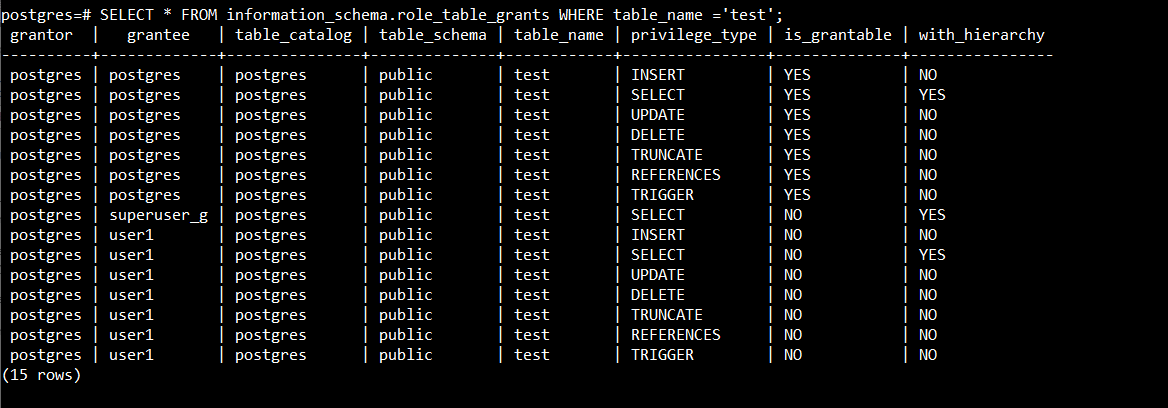 postgres=# SELECT * FROM information_schema.role_table_grants WHERE table_name ='test';
 grantor  |   grantee   | table_catalog | table_schema | table_name | privilege_type | is_grantable | with_hierarchy
----------+-------------+---------------+--------------+------------+----------------+--------------+----------------
 postgres | postgres    | postgres      | public       | test       | INSERT         | YES          | NO
 postgres | postgres    | postgres      | public       | test       | SELECT         | YES          | YES
 postgres | postgres    | postgres      | public       | test       | UPDATE         | YES          | NO
 postgres | postgres    | postgres      | public       | test       | DELETE         | YES          | NO
 postgres | postgres    | postgres      | public       | test       | TRUNCATE       | YES          | NO
 postgres | postgres    | postgres      | public       | test       | REFERENCES     | YES          | NO
 postgres | postgres    | postgres      | public       | test       | TRIGGER        | YES          | NO
 postgres | superuser_g | postgres      | public       | test       | SELECT         | NO           | YES
 postgres | user1       | postgres      | public       | test       | INSERT         | NO           | NO
 postgres | user1       | postgres      | public       | test       | SELECT         | NO           | YES
 postgres | user1       | postgres      | public       | test       | UPDATE         | NO           | NO
 postgres | user1       | postgres      | public       | test       | DELETE         | NO           | NO
 postgres | user1       | postgres      | public       | test       | TRUNCATE       | NO           | NO
 postgres | user1       | postgres      | public       | test       | REFERENCES     | NO           | NO
 postgres | user1       | postgres      | public       | test       | TRIGGER        | NO           | NO
(15 rows)